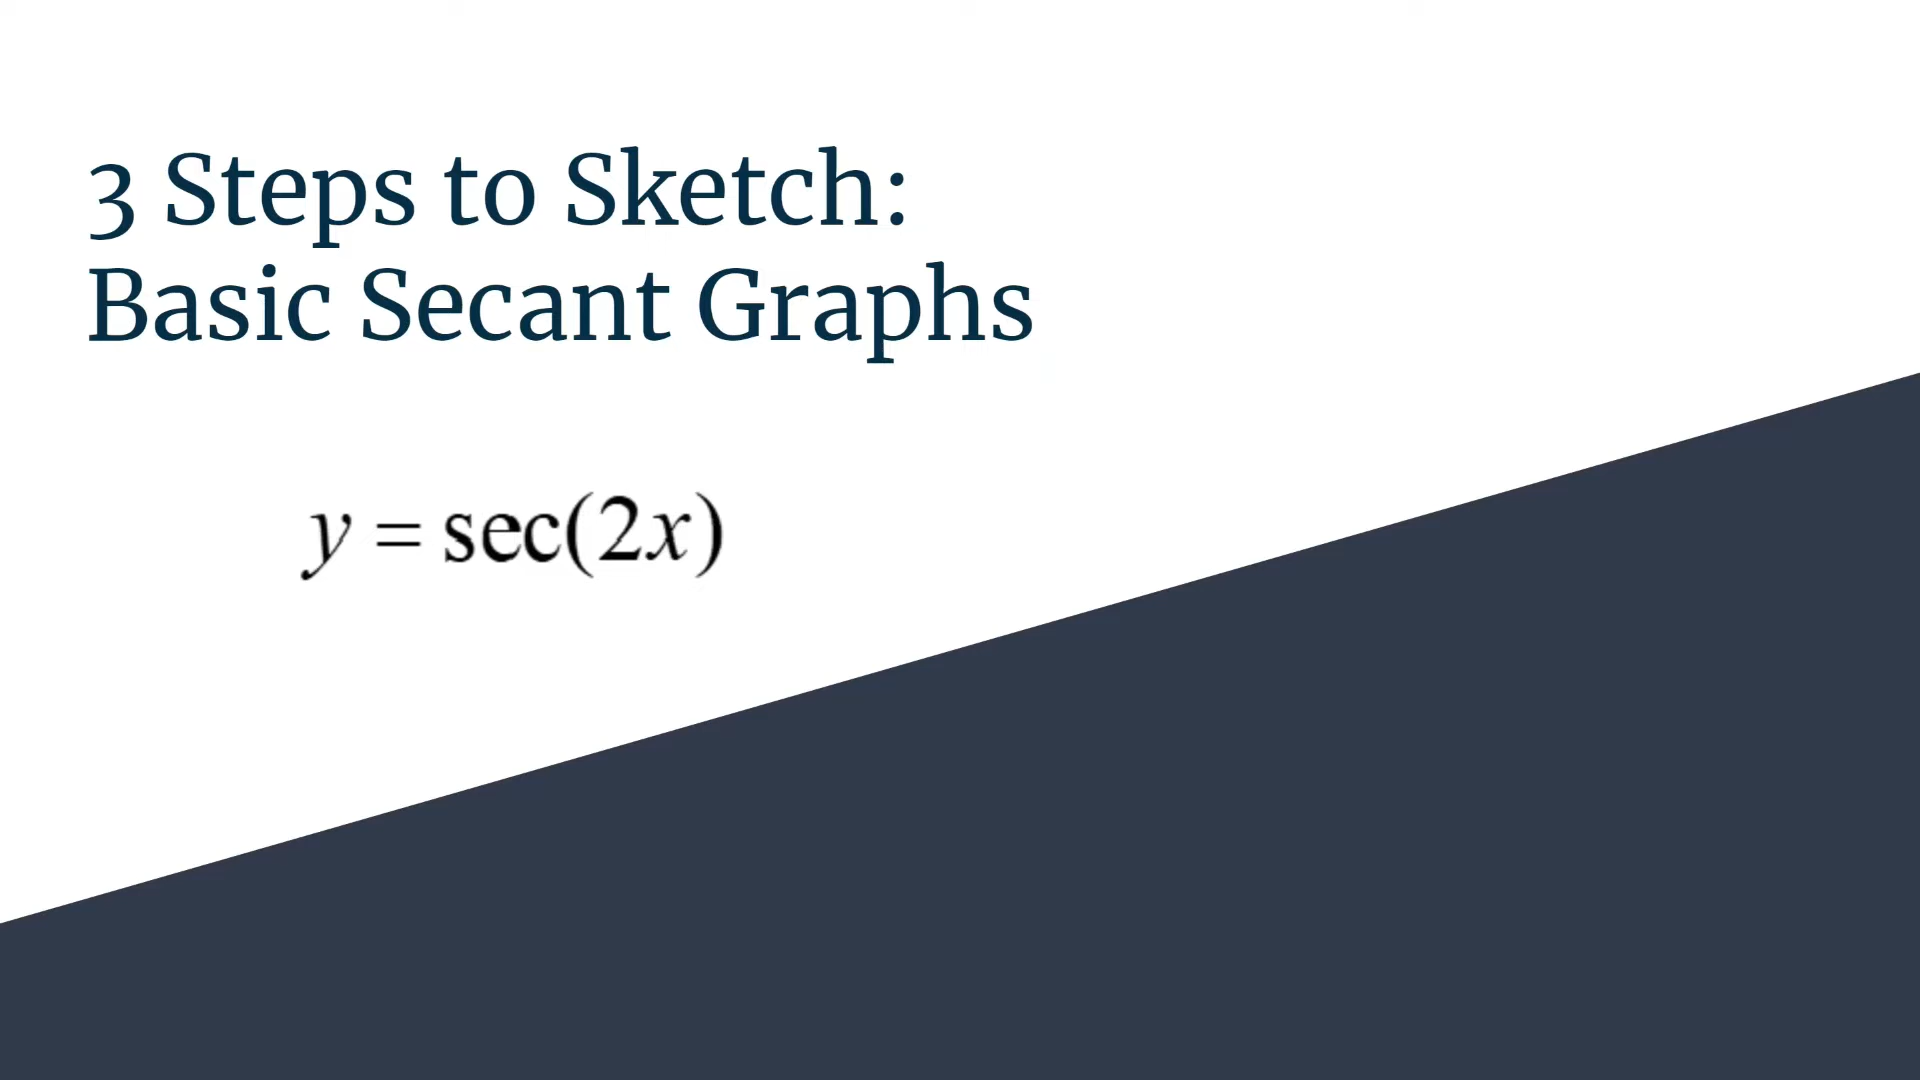 3 Steps to Sketch:
Basic Secant Graphs
y = sec(2x)